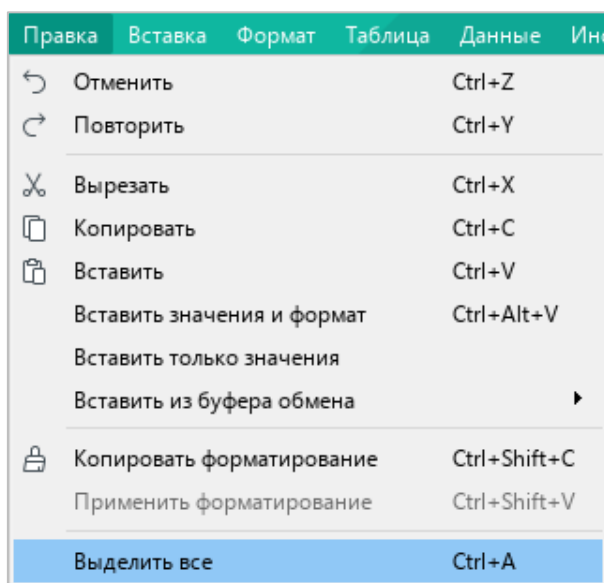 Правка Вставка Формат Таблица Данные Инс
Отменить Ctrl+Z
Повторить Ctrl+Y
Вырезать Ctrl+X
Копировать Ctrl+C
Вставить Ctrl+V
Вставить значения и формат Ctrl+Alt+V
Вставить только значения
Вставить из буфера обмена
Копировать форматирование Ctrl+Shift+C
Применить форматирование Ctrl+Shift+V
Выделить все Ctrl+A